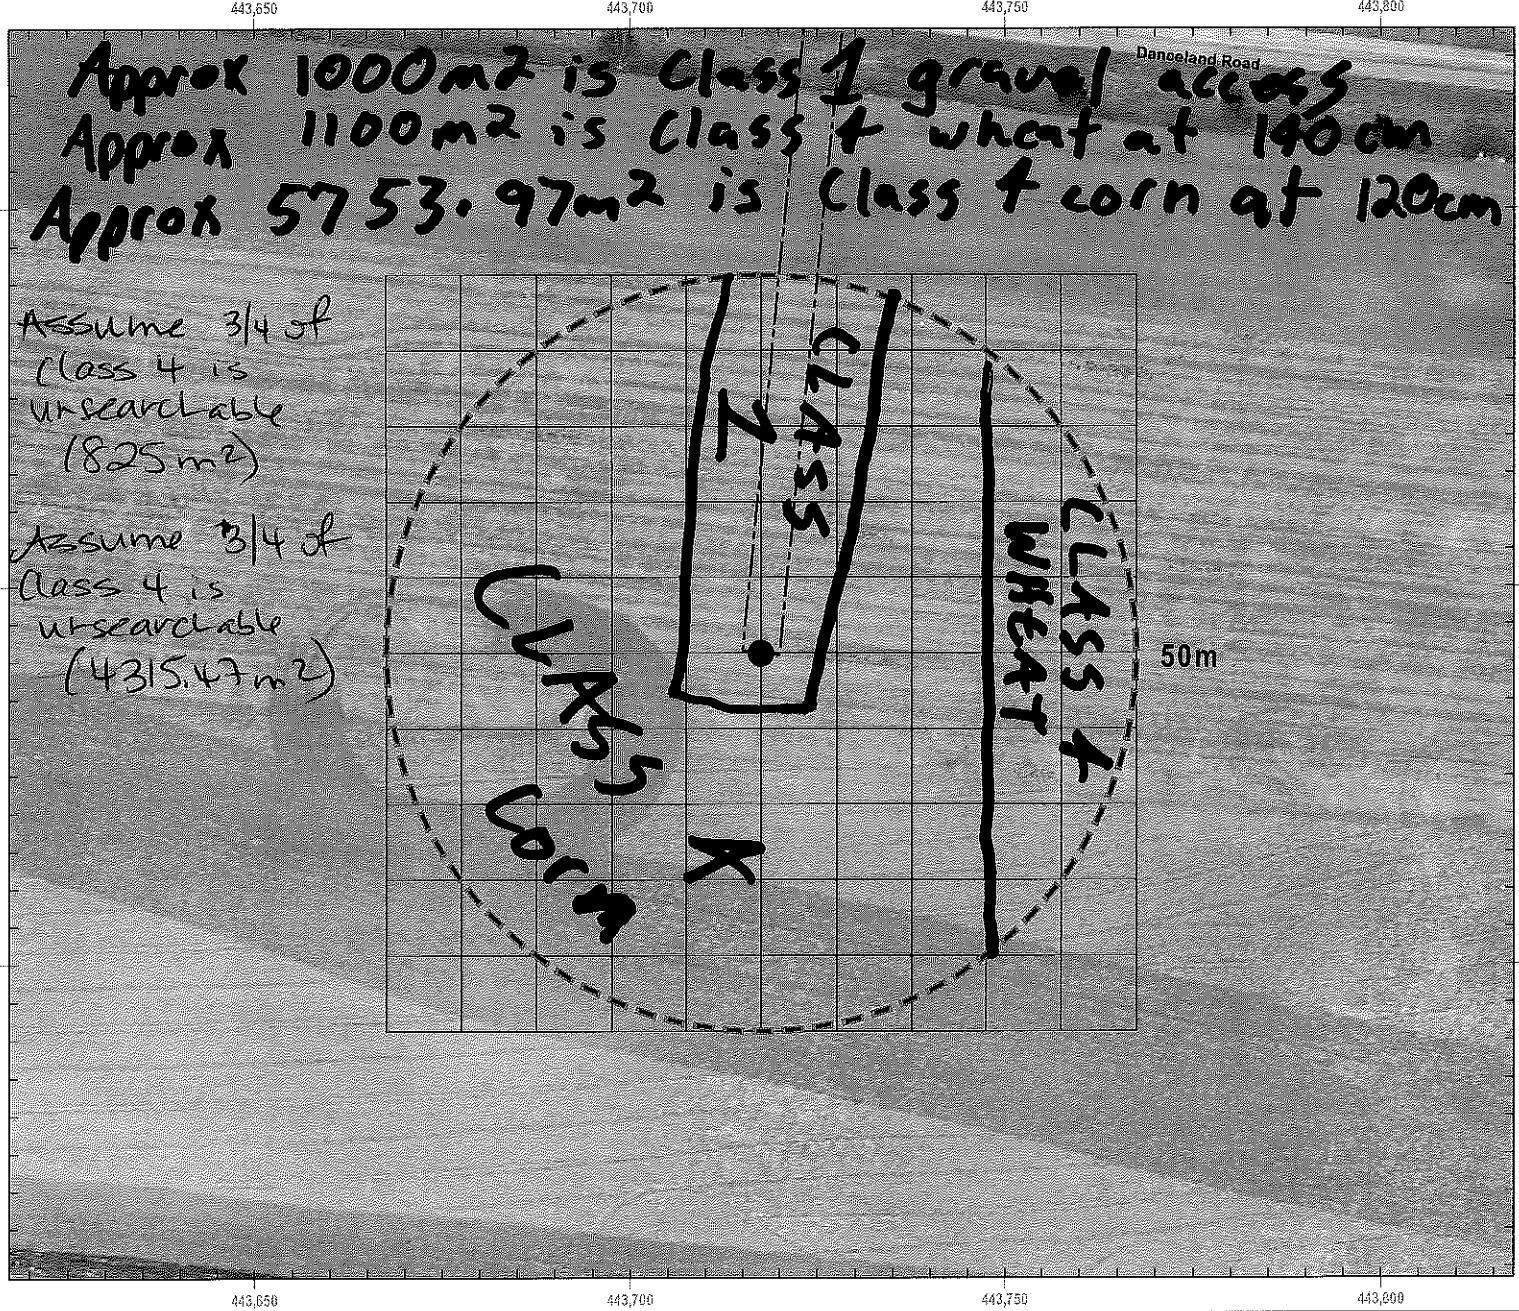 443,650 443,700 443,750 443,800
Danceland Road
Approx 1000m2 is Class 1 gravel access
Approx 1100m2 is Class 4 wheat at 140cm
Approx 5753.97m2 is Class 4 corn at 120cm
Assume 3/4 of
Class 4 is
unsearchable
(825m²)
Assume 3/4 of
Class 4 is
unsearchable
(4315.47m²)
CLASS
1
CLASS 4
WHEAT
50m
Class
Corn
443,650 443,700 443,750 443,800